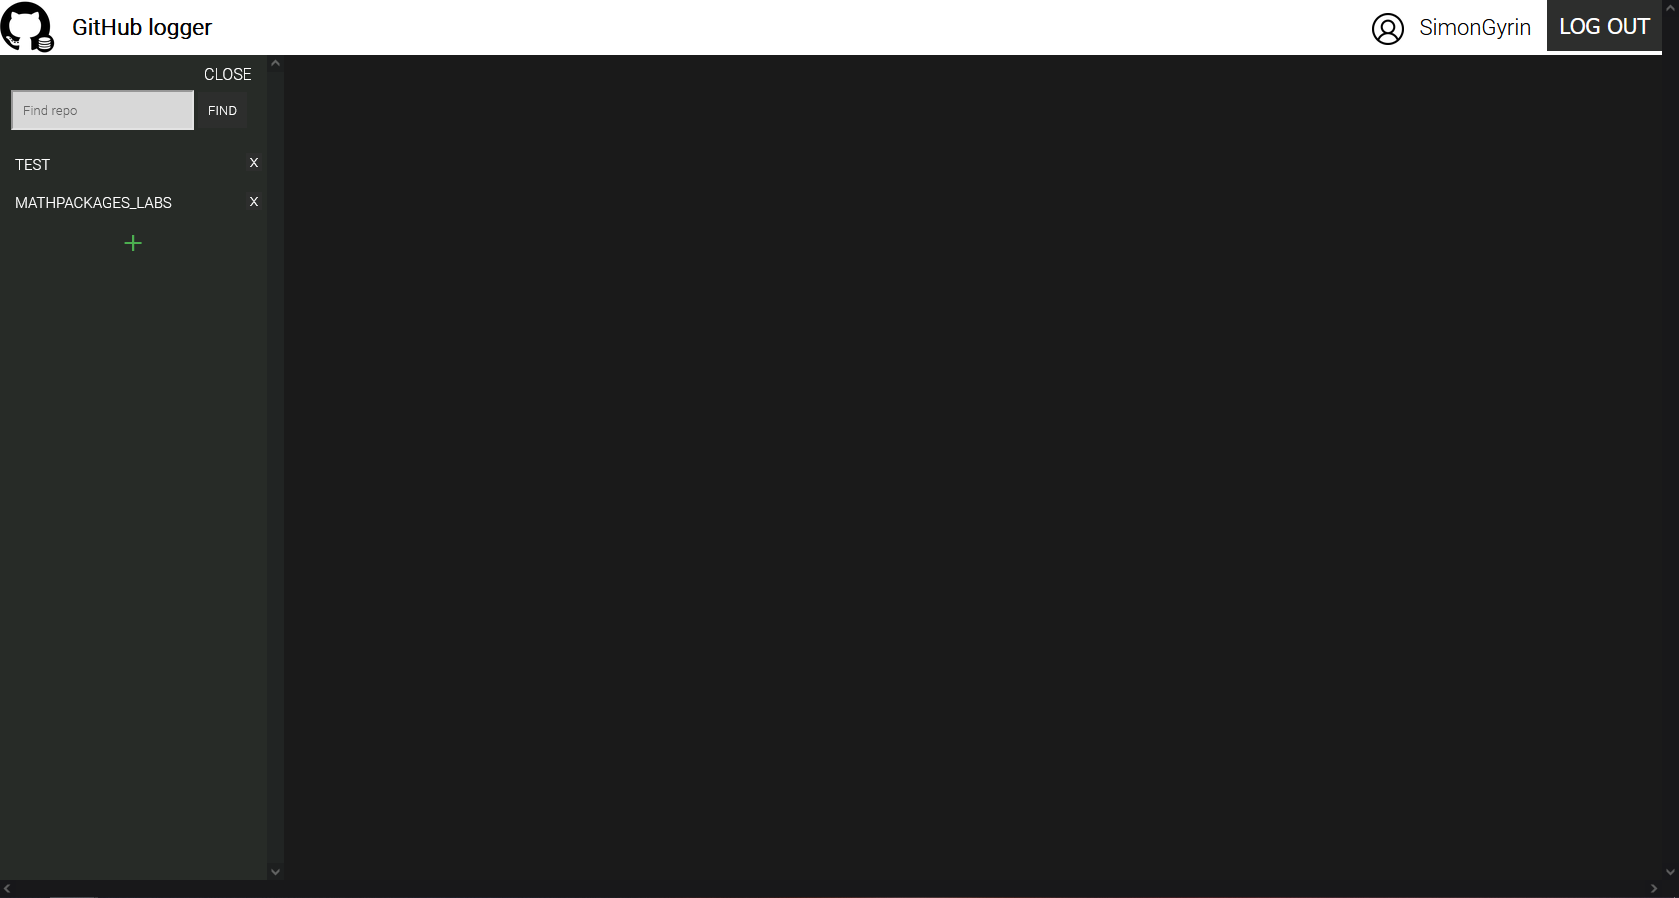 GitHub logger
SimonGyrin
LOG OUT
CLOSE
Find repo
FIND
TEST
X
MATHPACKAGES_LABS
X
+